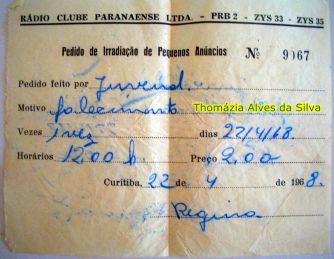 RÁDIO CLUBE PARANAENSE LTDA. - PRB 2 - ZYS 33 - ZYS 35
Pedido de Irradiação de Pequenos Anúncios Nº 9067
Pedido feito por Juvenal.
Motivo falecimento Thomázia Alves da Silva
Vezes 1 vez dias 22/4/68.
Horários 12,00 h. Preço 2,00
Curitiba, 22 de 4 de 1968.
Regina